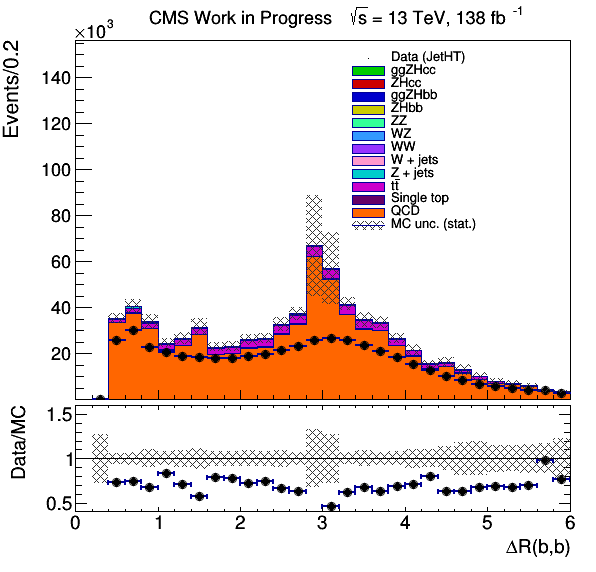 CMS Work in Progress √s = 13 TeV, 138 fb⁻¹
×10³
Events/0.2
140
120
100
80
60
40
20
Data (JetHT)
ggZHcc
ZHcc
ggZHbb
ZHbb
ZZ
WZ
WW
W + jets
Z + jets
tt̄
Single top
QCD
MC unc. (stat.)
Data/MC
1.5
1
0.5
0 1 2 3 4 5 6
ΔR(b,b)